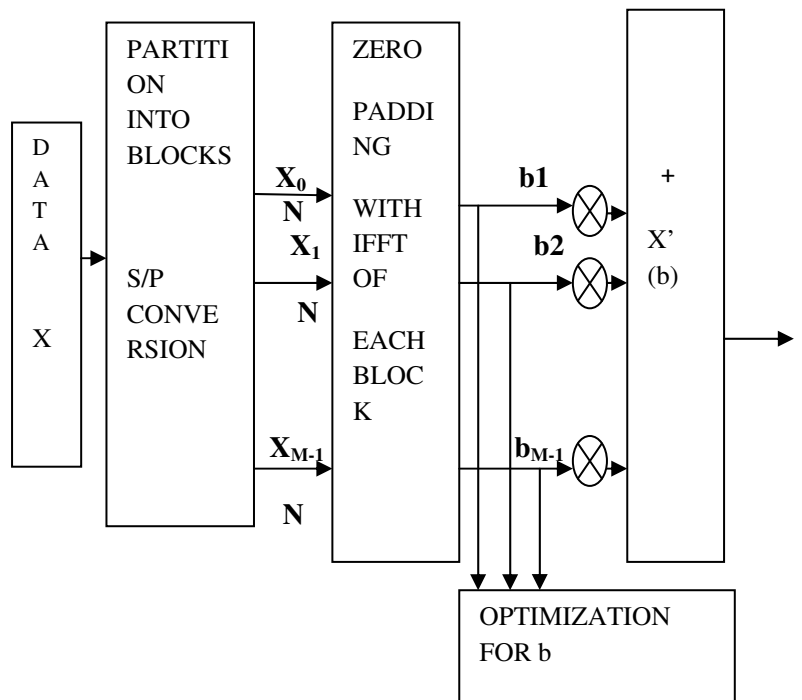 D
A
T
A
X
PARTITI
ON
INTO
BLOCKS
S/P
CONVE
RSION
X0
N
X1
N
XM-1
N
ZERO
PADDI
NG
WITH
IFFT
OF
EACH
BLOC
K
b1
b2
bM-1
+
X’
(b)
OPTIMIZATION
FOR b